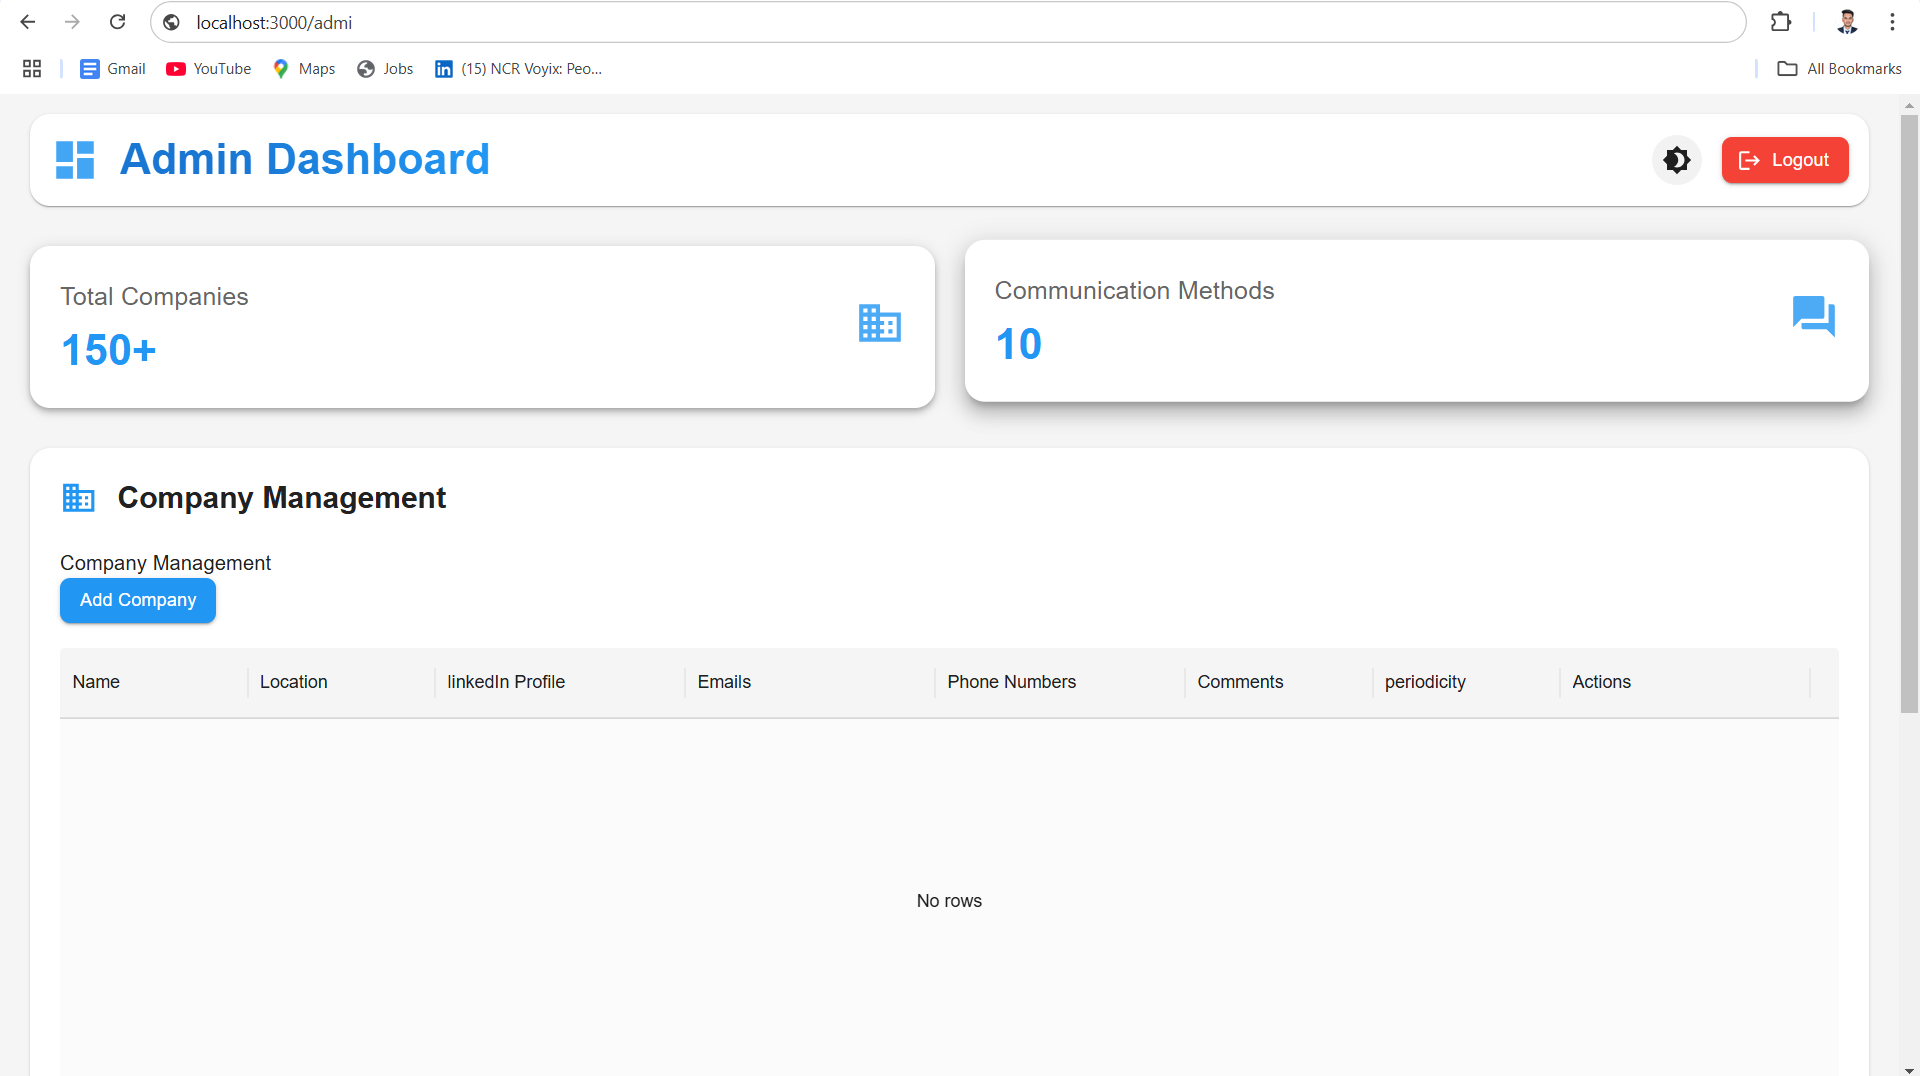 localhost:3000/admi
Gmail YouTube Maps Jobs (15) NCR Voyix: Peo... All Bookmarks
Admin Dashboard
Logout
Total Companies
150+
Communication Methods
10
Company Management
Company Management
Add Company
Name Location linkedIn Profile Emails Phone Numbers Comments periodicity Actions
No rows